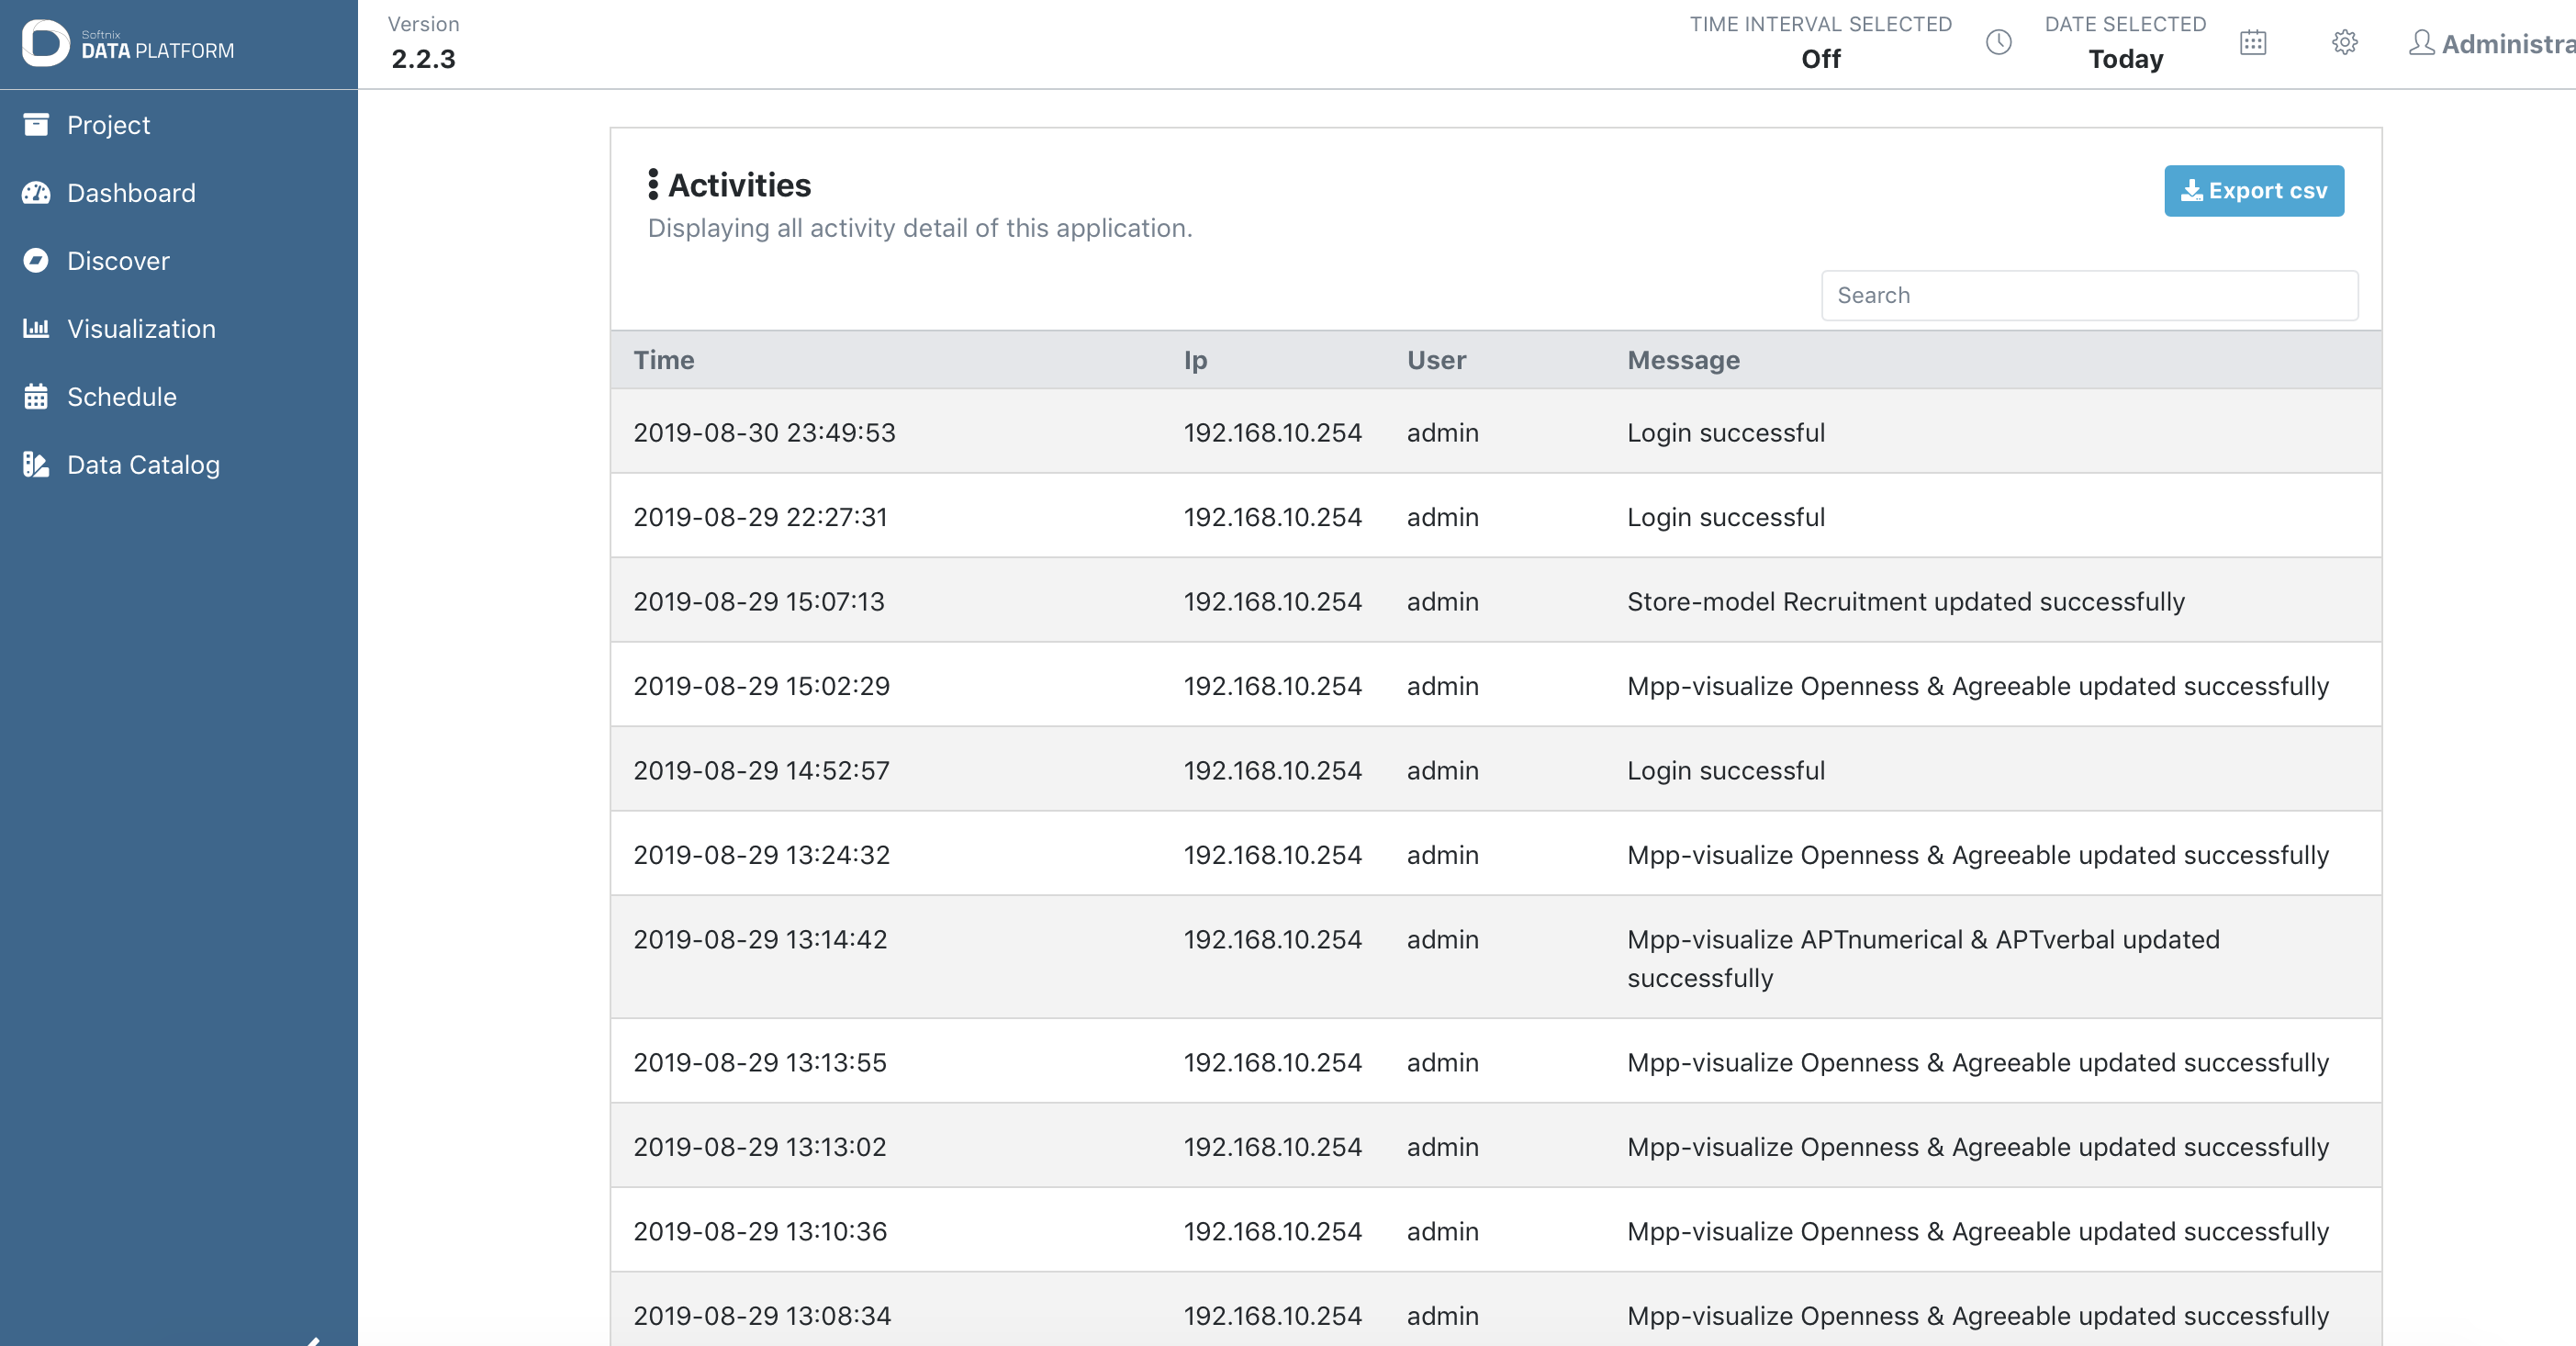 Softnix
DATA PLATFORM
Version
2.2.3
TIME INTERVAL SELECTED
Off
DATE SELECTED
Today
Administra
Project
Dashboard
Discover
Visualization
Schedule
Data Catalog
Activities
Displaying all activity detail of this application.
Export csv
Search
Time Ip User Message
2019-08-30 23:49:53 192.168.10.254 admin Login successful
2019-08-29 22:27:31 192.168.10.254 admin Login successful
2019-08-29 15:07:13 192.168.10.254 admin Store-model Recruitment updated successfully
2019-08-29 15:02:29 192.168.10.254 admin Mpp-visualize Openness & Agreeable updated successfully
2019-08-29 14:52:57 192.168.10.254 admin Login successful
2019-08-29 13:24:32 192.168.10.254 admin Mpp-visualize Openness & Agreeable updated successfully
2019-08-29 13:14:42 192.168.10.254 admin Mpp-visualize APTnumerical & APTverbal updated
successfully
2019-08-29 13:13:55 192.168.10.254 admin Mpp-visualize Openness & Agreeable updated successfully
2019-08-29 13:13:02 192.168.10.254 admin Mpp-visualize Openness & Agreeable updated successfully
2019-08-29 13:10:36 192.168.10.254 admin Mpp-visualize Openness & Agreeable updated successfully
2019-08-29 13:08:34 192.168.10.254 admin Mpp-visualize Openness & Agreeable updated successfully